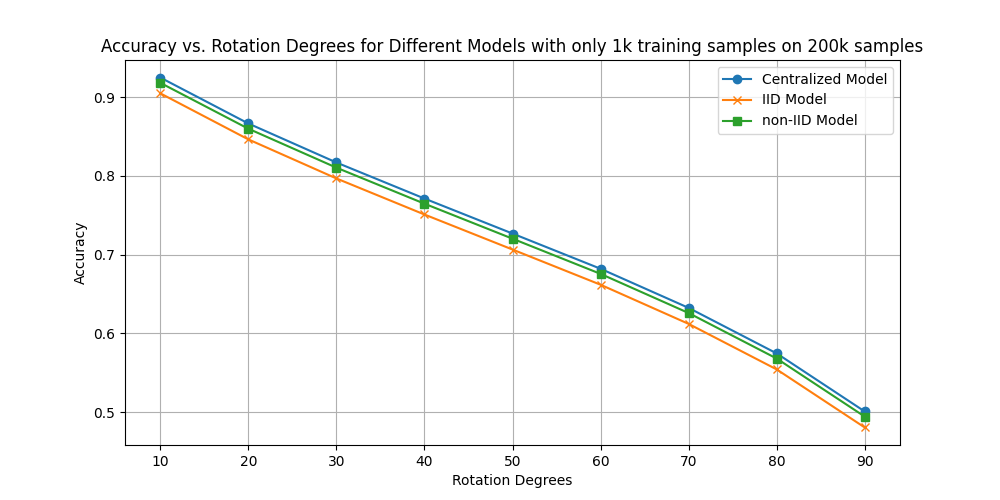 Accuracy vs. Rotation Degrees for Different Models with only 1k training samples on 200k samples
Centralized Model
IID Model
non-IID Model
Accuracy
0.9
0.8
0.7
0.6
0.5
10 20 30 40 50 60 70 80 90
Rotation Degrees